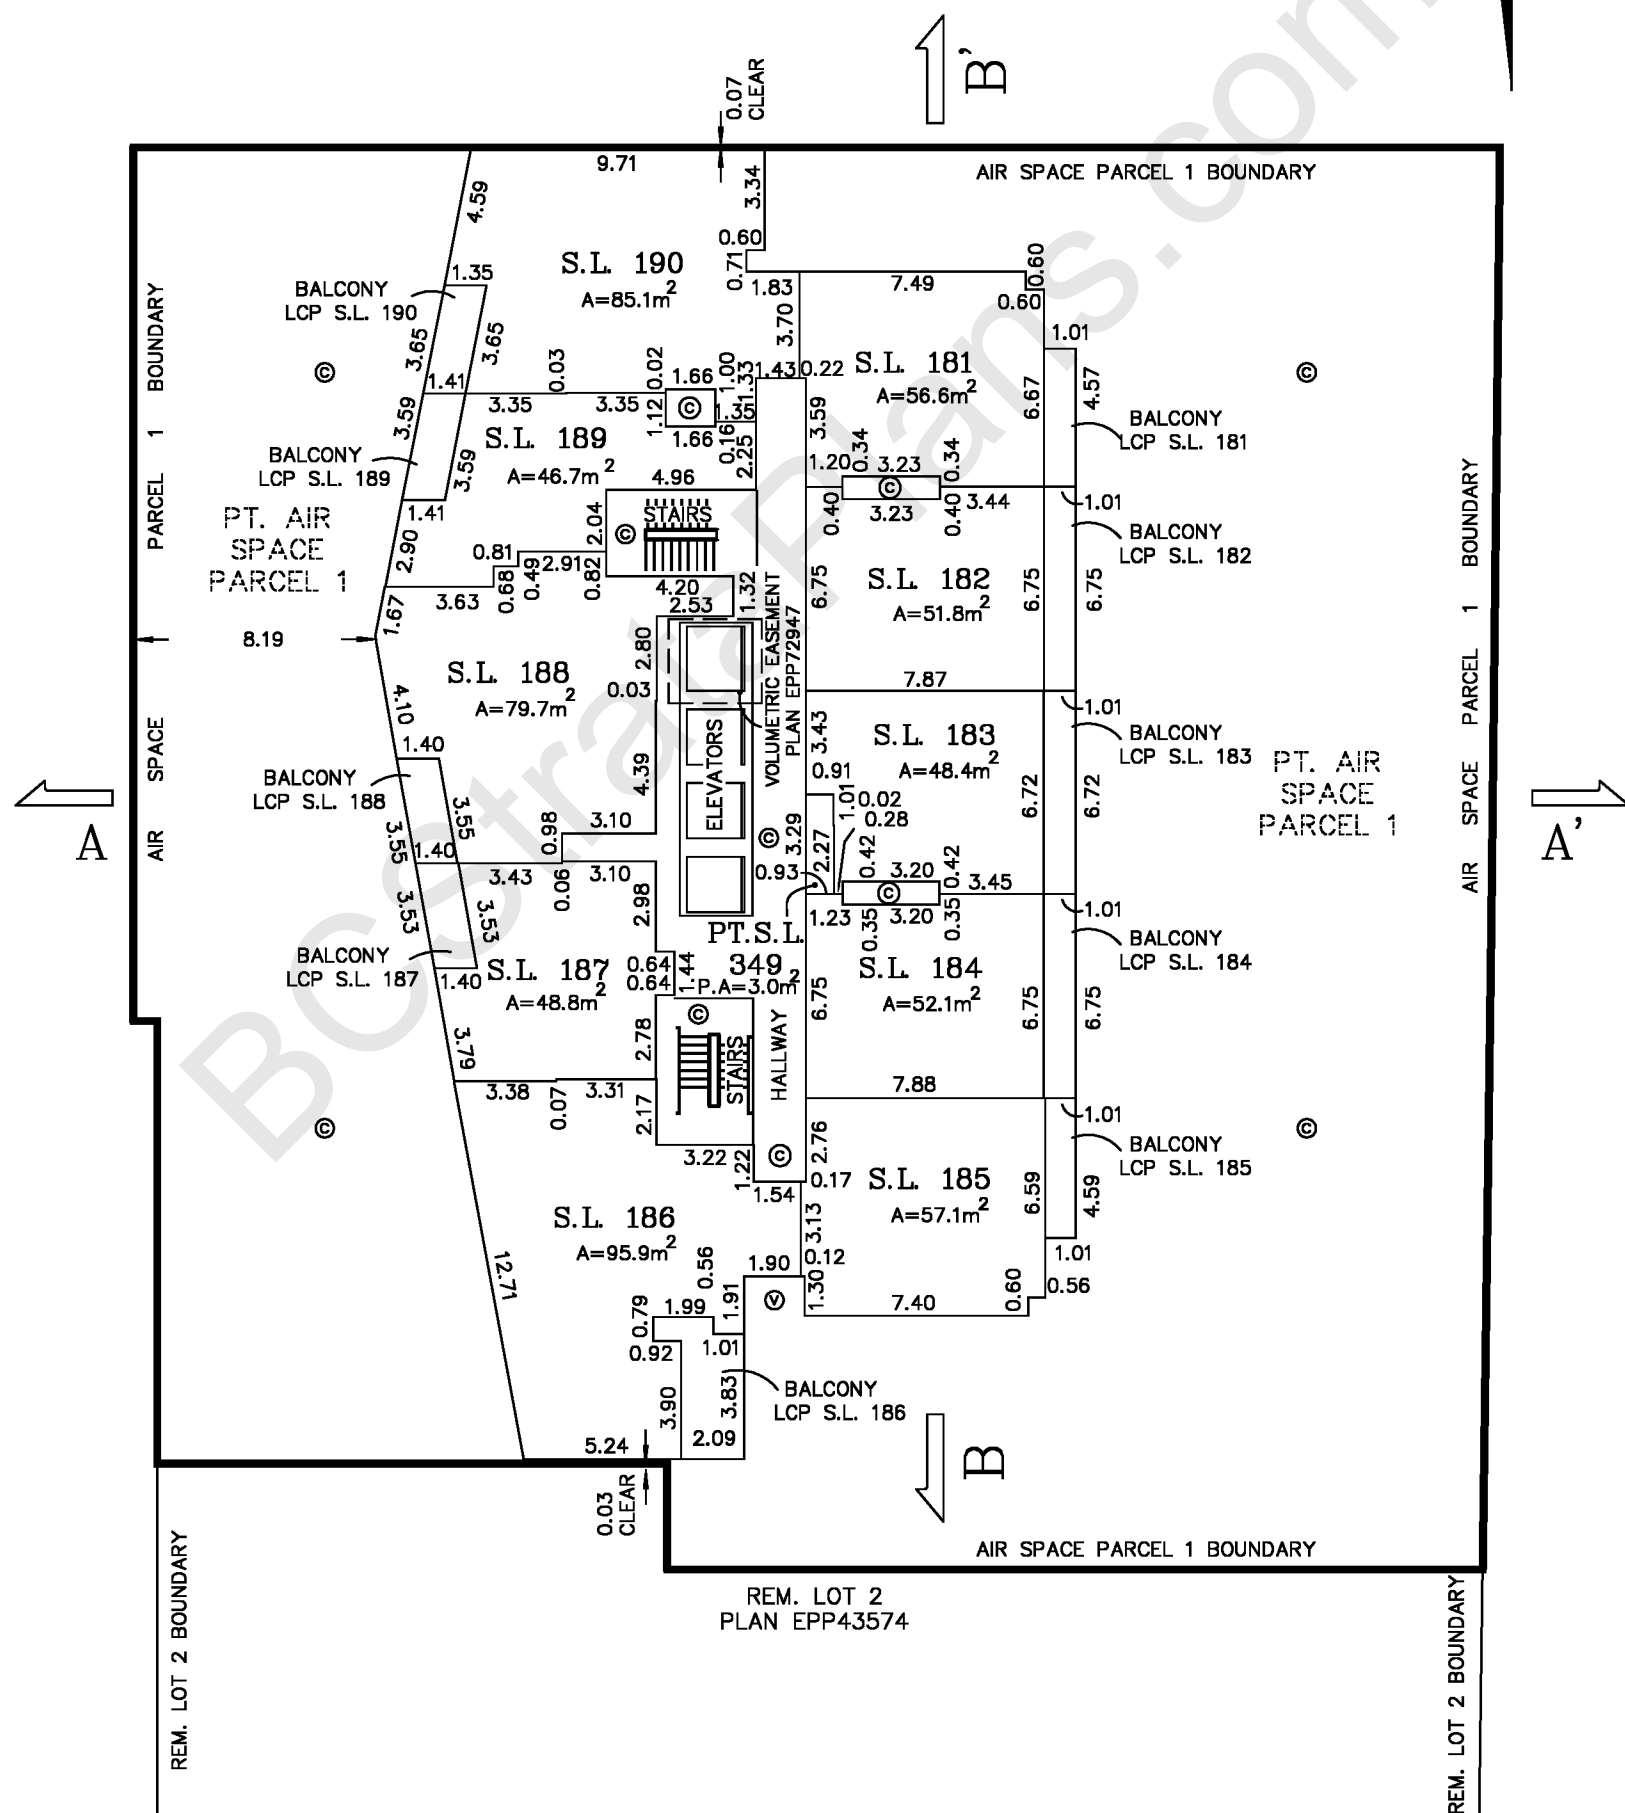 B'
0.07
CLEAR
9.71
AIR SPACE PARCEL 1 BOUNDARY
4.59
3.34
0.60
0.71
S.L. 190
A=85.1m²
1.35
BALCONY
LCP S.L. 190
3.65
3.65
1.83
7.49
0.60
0.60
3.70
1.01
1.41
3.35
0.03
3.35
0.02
1.66
1.12
©
1.66
1.00
1.33
1.35
0.16
2.25
1.43
0.22
S.L. 181
A=56.6m²
3.59
6.67
4.57
BALCONY
LCP S.L. 181
©
©
3.59
3.59
S.L. 189
A=46.7m²
BALCONY
LCP S.L. 189
1.41
1.20
0.34
3.23
0.34
©
0.40
3.23
0.40
3.44
1.01
BALCONY
LCP S.L. 182
4.96
STAIRS
©
2.04
PT. AIR
SPACE
PARCEL 1
2.90
0.81
0.68
0.49
2.91
0.82
3.63
4.20
2.53
1.32
1.67
8.19
S.L. 182
A=51.8m²
6.75
6.75
6.75
7.87
VOLUMETRIC EASEMENT
PLAN EPP72947
2.80
0.03
S.L. 188
A=79.7m²
4.10
1.40
BALCONY
LCP S.L. 188
3.55
3.55
1.40
4.39
ELEVATORS
3.10
0.98
3.43
0.06
3.10
3.43
S.L. 183
A=48.4m²
0.91
1.01
0.02
0.28
2.27
3.29
©
0.93
0.42
3.20
0.42
©
1.23
0.35
3.20
0.35
3.45
6.72
6.72
1.01
BALCONY
LCP S.L. 183
PT. AIR
SPACE
PARCEL 1
1.01
BALCONY
LCP S.L. 184
A
A'
3.53
3.53
2.98
BALCONY
LCP S.L. 187
1.40
S.L. 187
A=48.8m²
0.64
0.64
1.44
PT.S.L.
349
P.A=3.0m²
S.L. 184
A=52.1m²
6.75
6.75
6.75
7.88
©
STAIRS
HALLWAY
2.78
3.79
3.38
0.07
3.31
2.17
3.22
1.22
©
1.54
2.76
0.17
S.L. 185
A=57.1m²
1.01
BALCONY
LCP S.L. 185
6.59
4.59
1.01
0.56
0.60
7.40
©
©
S.L. 186
A=95.9m²
12.71
3.13
0.12
1.30
1.90
Ⓥ
0.56
1.91
1.99
0.79
0.92
1.01
3.90
3.83
2.09
BALCONY
LCP S.L. 186
5.24
0.03
CLEAR
B
AIR SPACE PARCEL 1 BOUNDARY
REM. LOT 2
PLAN EPP43574
AIR SPACE PARCEL 1 BOUNDARY
AIR SPACE PARCEL 1 BOUNDARY
REM. LOT 2 BOUNDARY
REM. LOT 2 BOUNDARY
BCStrataPlans.com